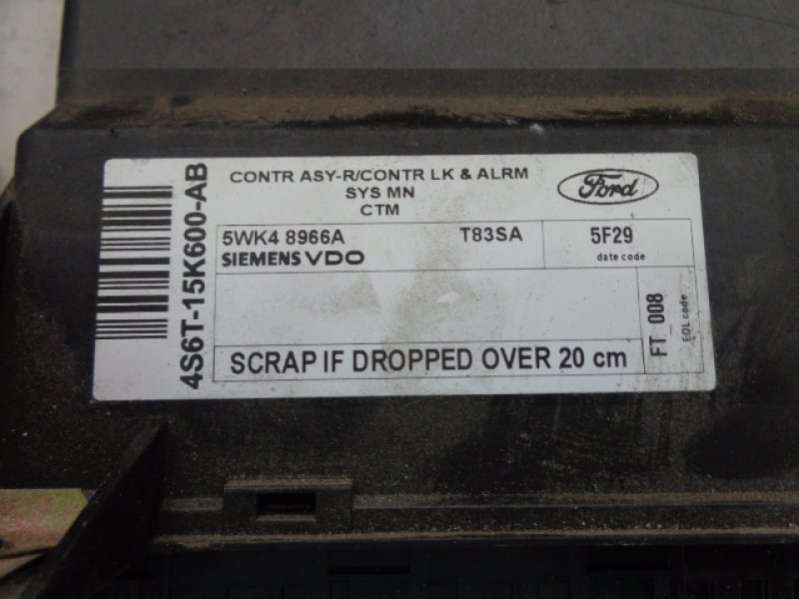 4S6T-15K600-AB
CONTR ASY-R/CONTR LK & ALRM
SYS MN
CTM
Ford
5WK4 8966A T83SA 5F29
SIEMENS VDO date code
FT_008
EOL code
SCRAP IF DROPPED OVER 20 cm